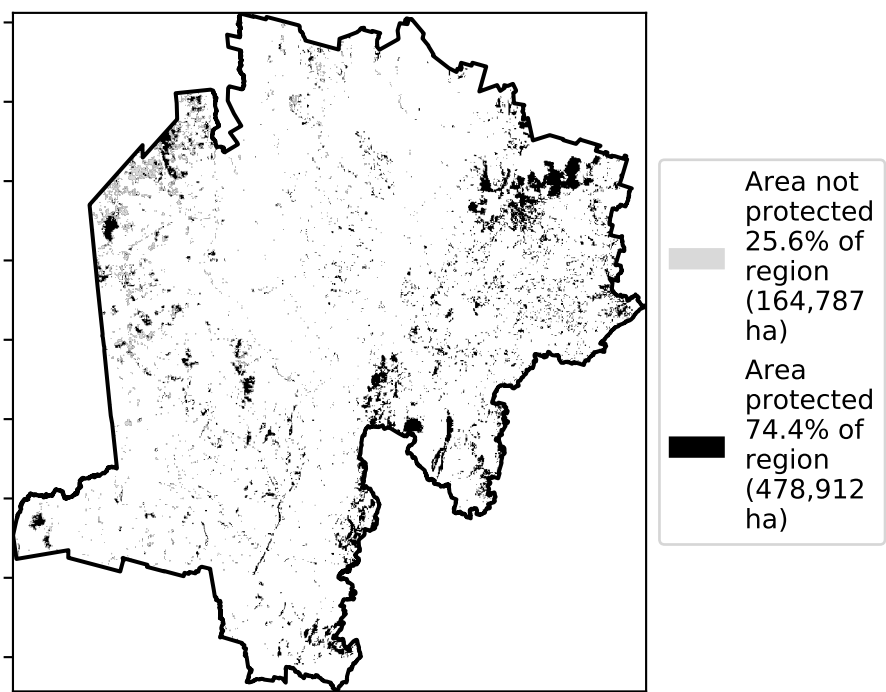 Area not
protected
25.6% of
region
(164,787
ha)
Area
protected
74.4% of
region
(478,912
ha)